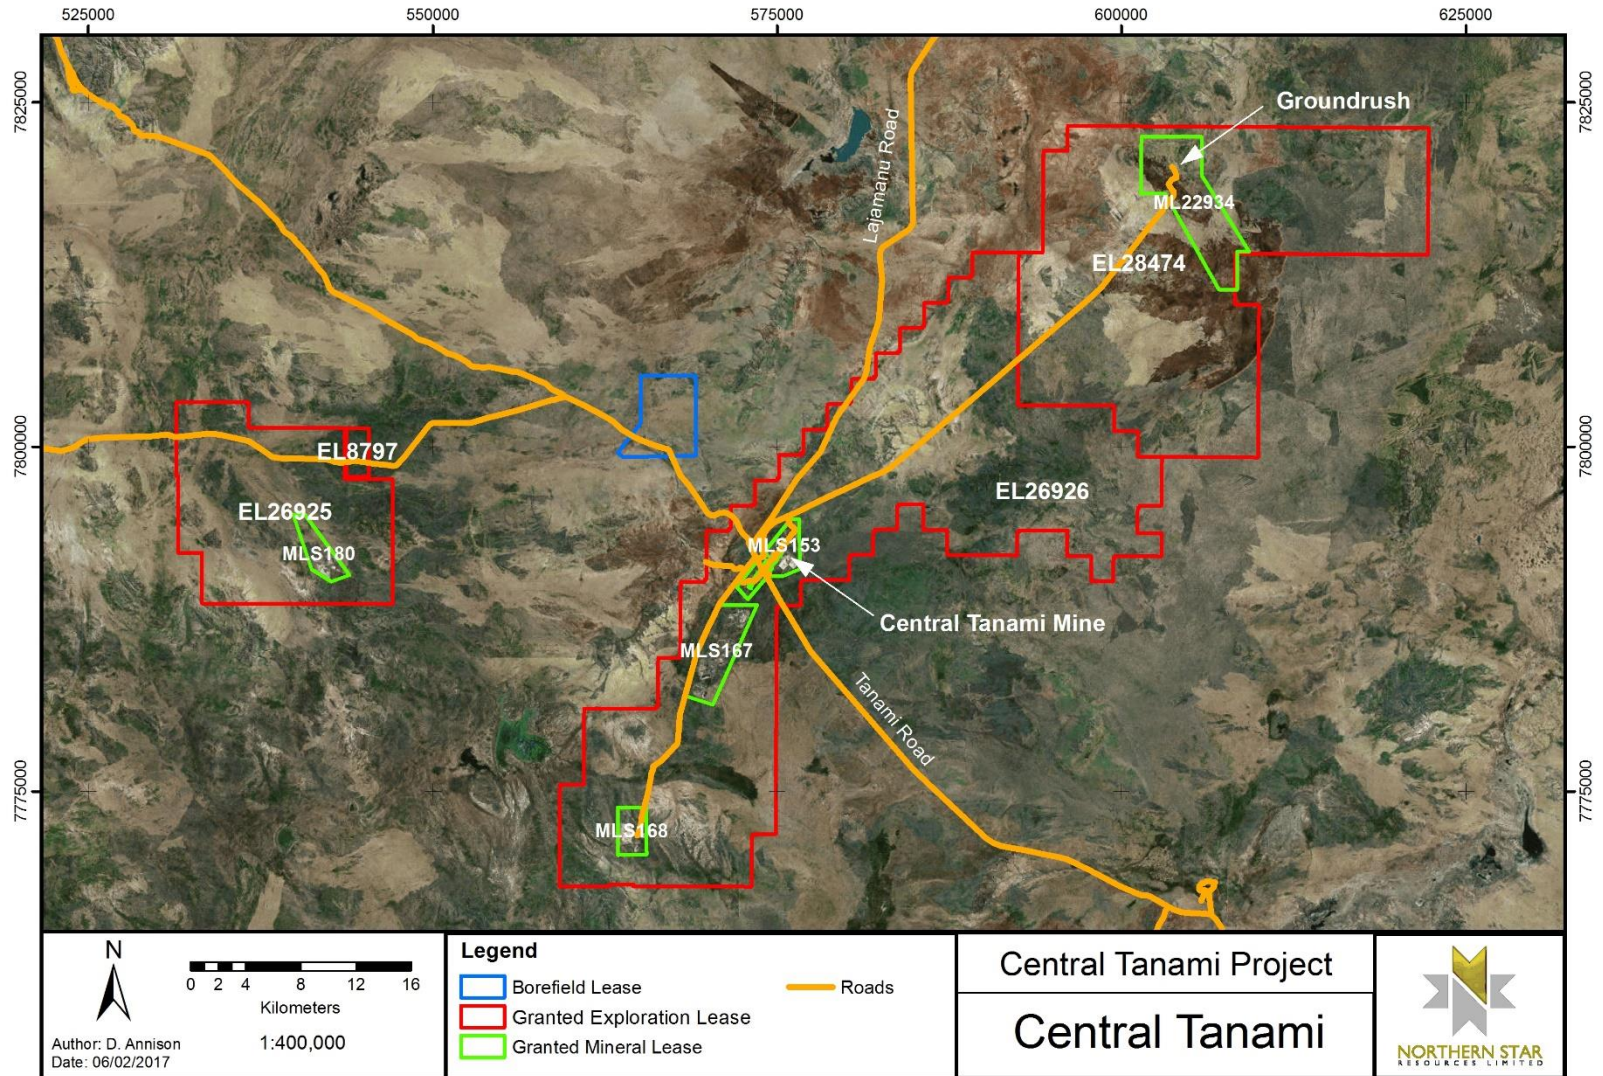 525000
550000
575000
600000
625000
7825000
7825000
Groundrush
Lajamanu Road
ML22934
EL28474
7800000
7800000
EL8797
EL26926
EL26925
MLS180
MLS153
Central Tanami Mine
MLS167
Tanami Road
7775000
7775000
MLS168
N
0 2 4 8 12 16
Kilometers
1:400,000
Author: D. Annison
Date: 06/02/2017
Legend
Borefield Lease
Granted Exploration Lease
Granted Mineral Lease
Roads
Central Tanami Project
Central Tanami
NORTHERN STAR
RESOURCES LIMITED